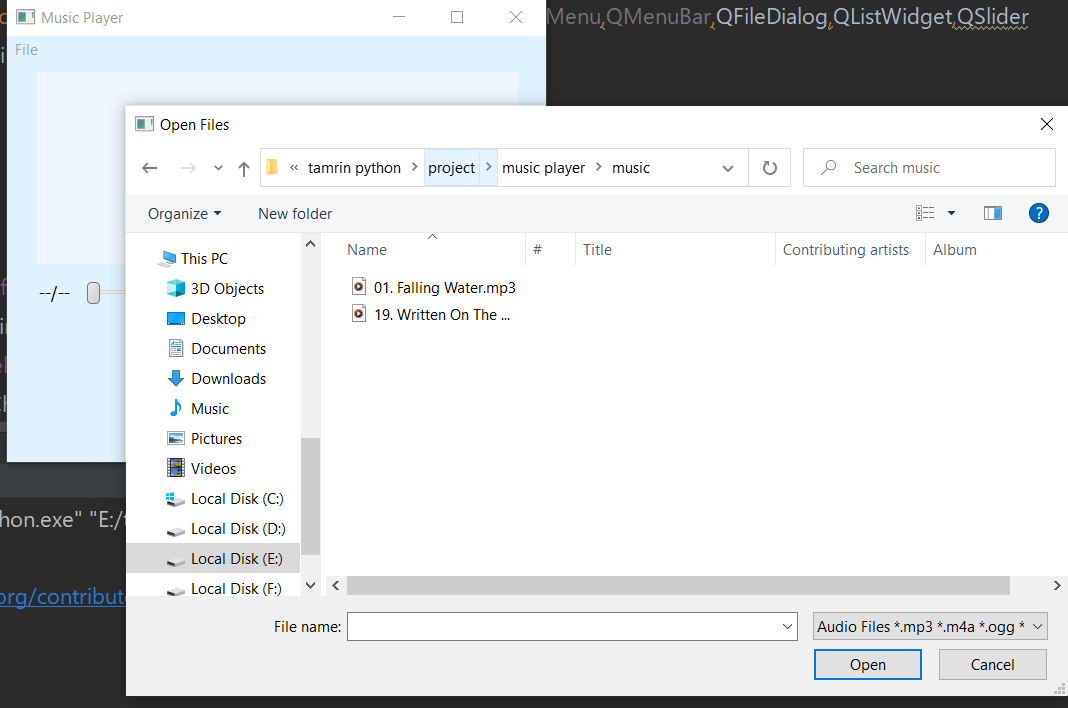 Music Player
Menu,QMenuBar,QFileDialog,QListWidget,QSlider
File
Open Files
« tamrin python > project > music player > music
Search music
Organize
New folder
?
Name
#
Title
Contributing artists
Album
This PC
3D Objects
Desktop
Documents
Downloads
Music
Pictures
Videos
Local Disk (C:)
Local Disk (D:)
Local Disk (E:)
Local Disk (F:)
01. Falling Water.mp3
19. Written On The ...
--/--
hon.exe" "E:/
org/contribut
File name:
Audio Files *.mp3 *.m4a *.ogg *
Open
Cancel